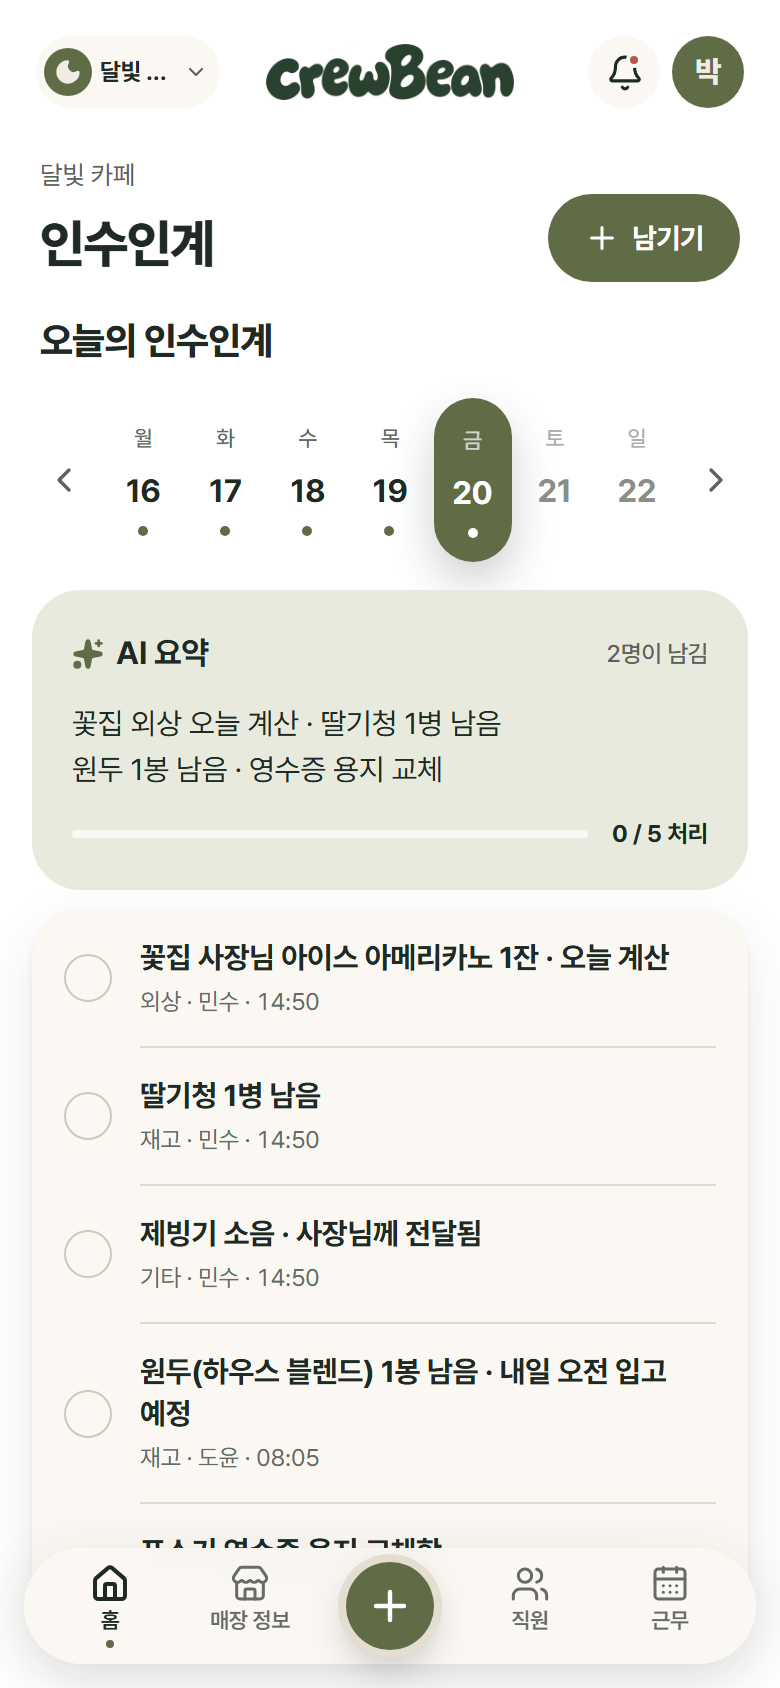 달빛 ...
CrewBean
박
달빛 카페
인수인계
남기기
오늘의 인수인계
월 화 수 목 금 토 일
16 17 18 19 20 21 22
AI 요약
2명이 남김
꽃집 외상 오늘 계산 · 딸기청 1병 남음
원두 1봉 남음 · 영수증 용지 교체
0 / 5 처리
꽃집 사장님 아이스 아메리카노 1잔 · 오늘 계산
외상 · 민수 · 14:50
딸기청 1병 남음
재고 · 민수 · 14:50
제빙기 소음 · 사장님께 전달됨
기타 · 민수 · 14:50
원두(하우스 블렌드) 1봉 남음 · 내일 오전 입고
예정
재고 · 도윤 · 08:05
홈
매장 정보
직원
근무